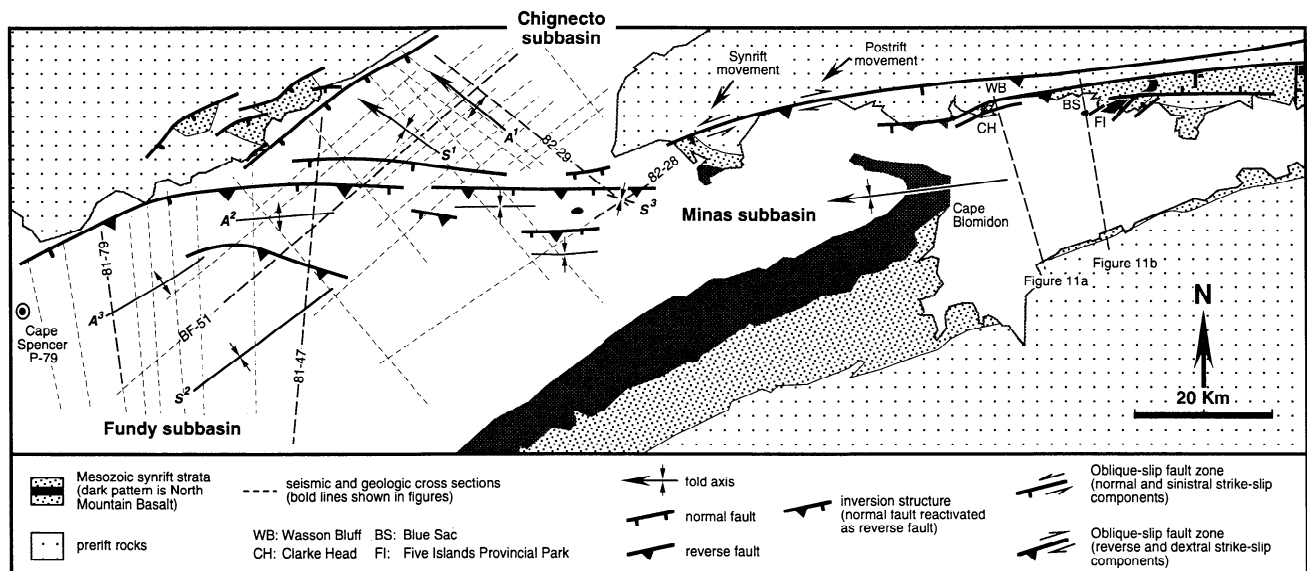 Chignecto
subbasin
Synrift
movement
Postrift
movement
WB
BS
CH
FI
A1
S1
82-29
82-28
S3
A2
Minas subbasin
Cape
Blomidon
Figure 11a
Figure 11b
81-79
A3
BF-51
81-47
S2
Cape
Spencer
P-79
Fundy subbasin
N
20 Km
Mesozoic synrift strata
(dark pattern is North
Mountain Basalt)
prerift rocks
seismic and geologic cross sections
(bold lines shown in figures)
WB: Wasson Bluff BS: Blue Sac
CH: Clarke Head FI: Five Islands Provincial Park
fold axis
normal fault
reverse fault
inversion structure
(normal fault reactivated
as reverse fault)
Oblique-slip fault zone
(normal and sinistral strike-slip
components)
Oblique-slip fault zone
(reverse and dextral strike-slip
components)